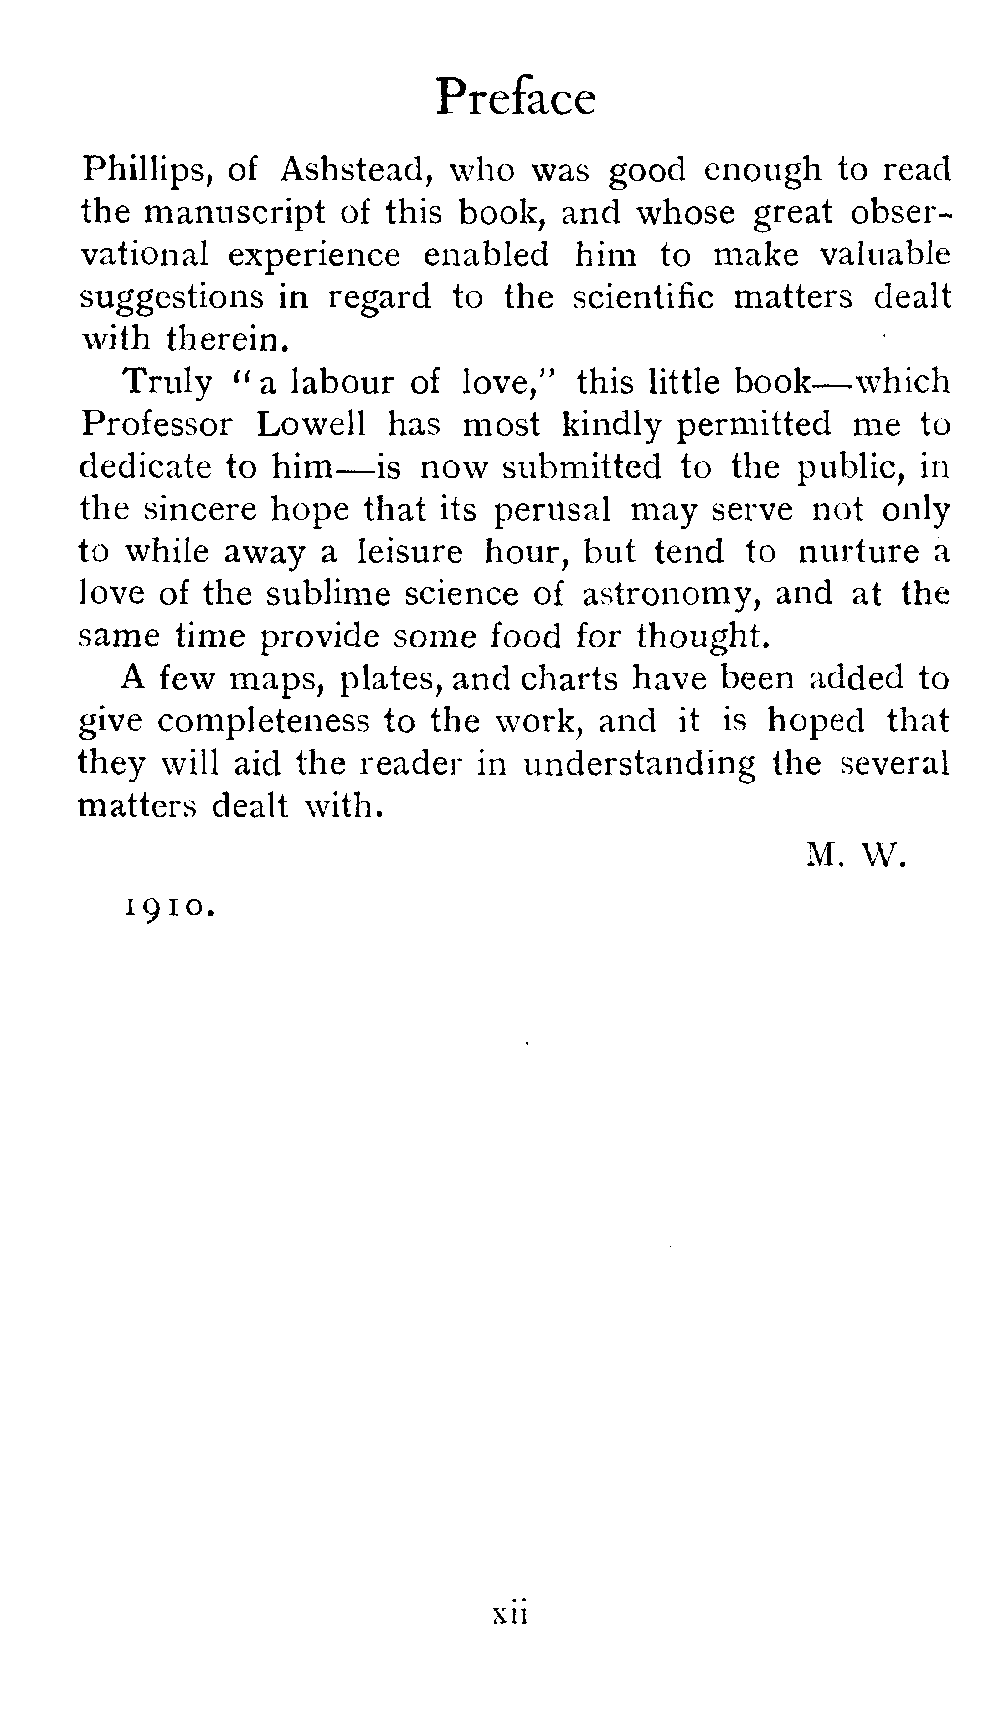 Preface
Phillips, of Ashstead, who was good enough to read
the manuscript of this book, and whose great obser-
vational experience enabled him to make valuable
suggestions in regard to the scientific matters dealt
with therein.
Truly “a labour of love,” this little book—which
Professor Lowell has most kindly permitted me to
dedicate to him—is now submitted to the public, in
the sincere hope that its perusal may serve not only
to while away a leisure hour, but tend to nurture a
love of the sublime science of astronomy, and at the
same time provide some food for thought.
A few maps, plates, and charts have been added to
give completeness to the work, and it is hoped that
they will aid the reader in understanding the several
matters dealt with.
M. W.
1910.
xii